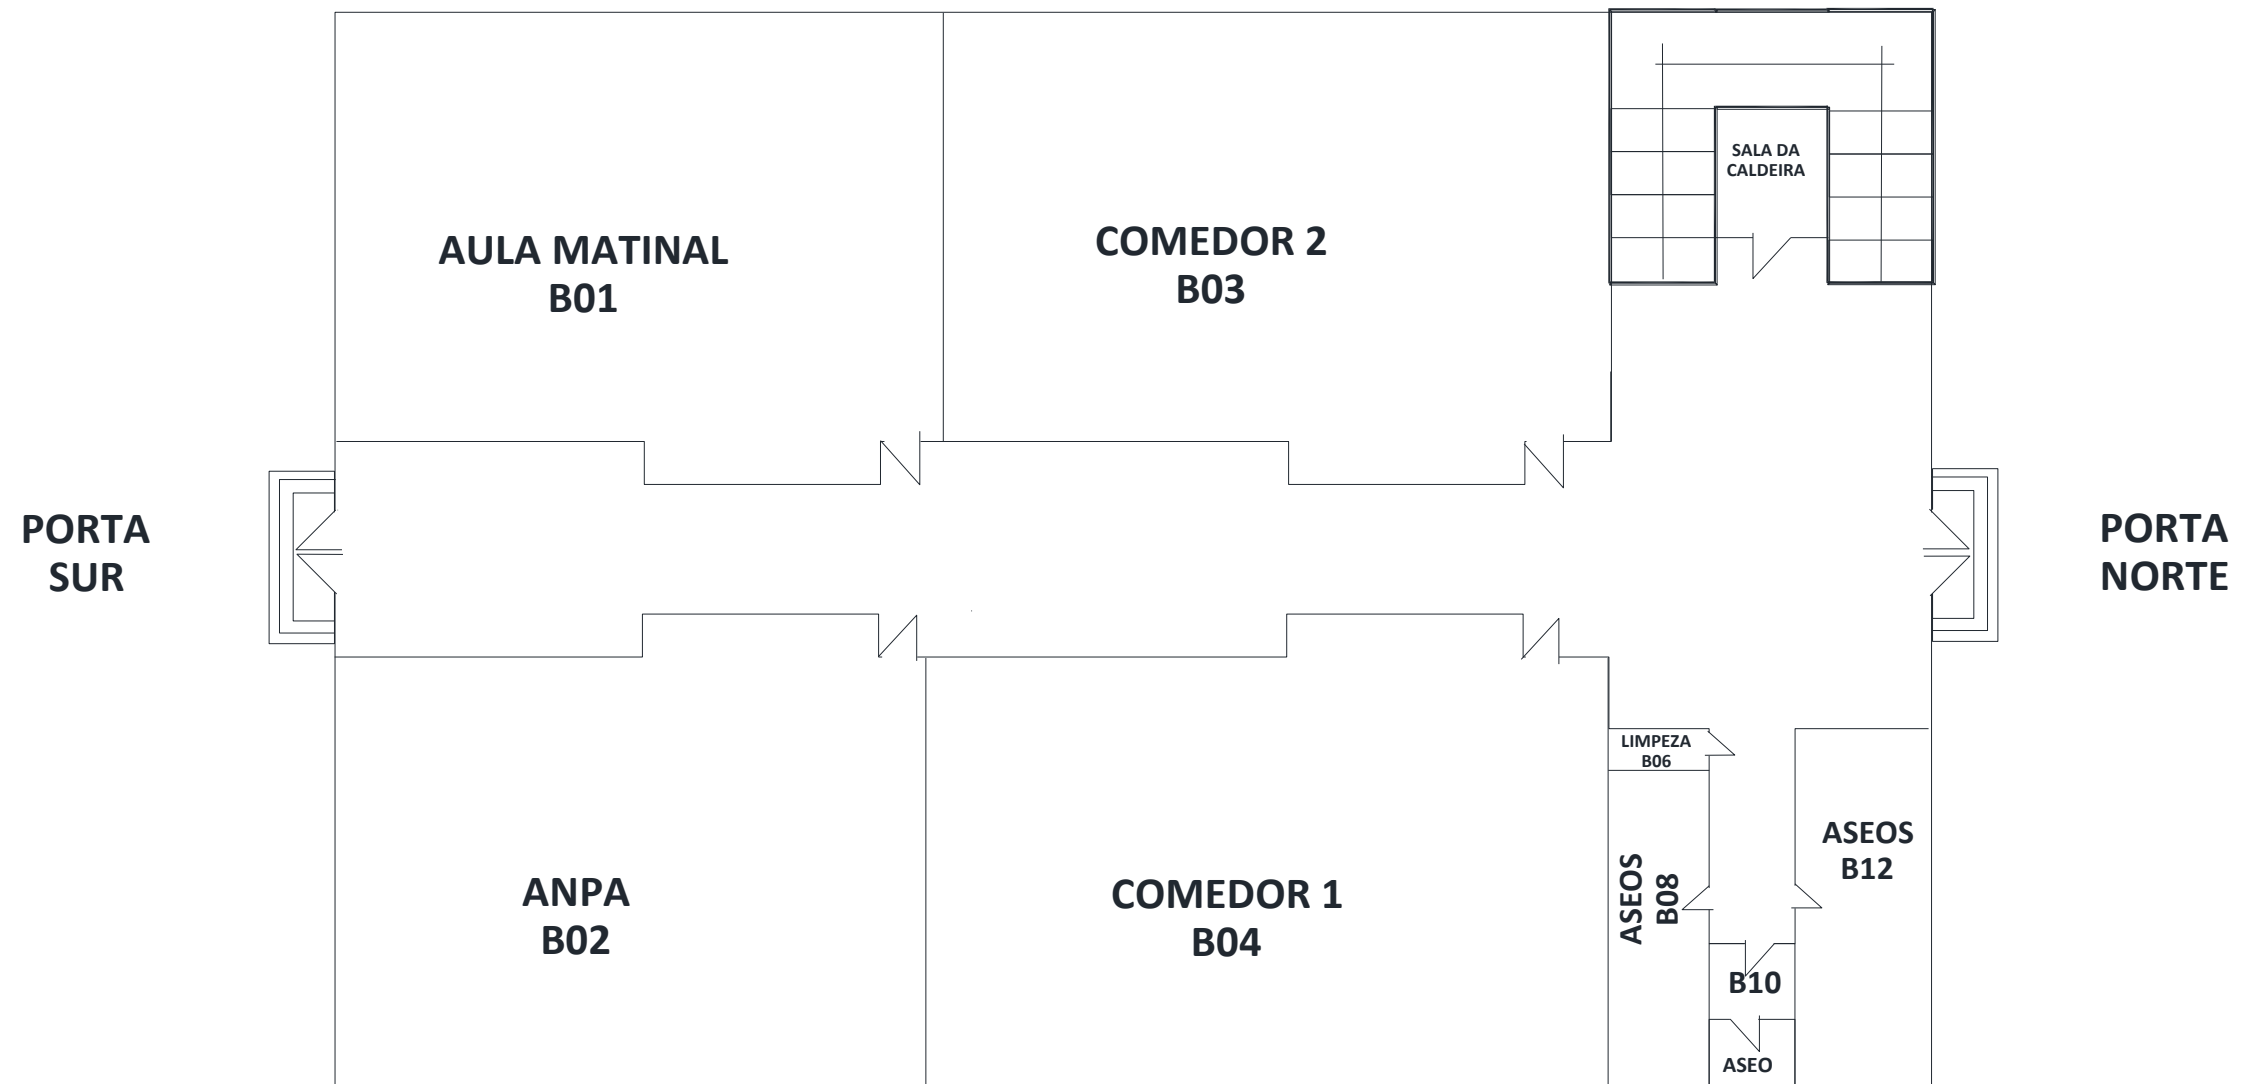 AULA MATINAL
B01
COMEDOR 2
B03
SALA DA
CALDEIRA
PORTA
SUR
PORTA
NORTE
LIMPEZA
B06
ANPA
B02
COMEDOR 1
B04
ASEOS
B08
ASEOS
B12
B10
ASEO